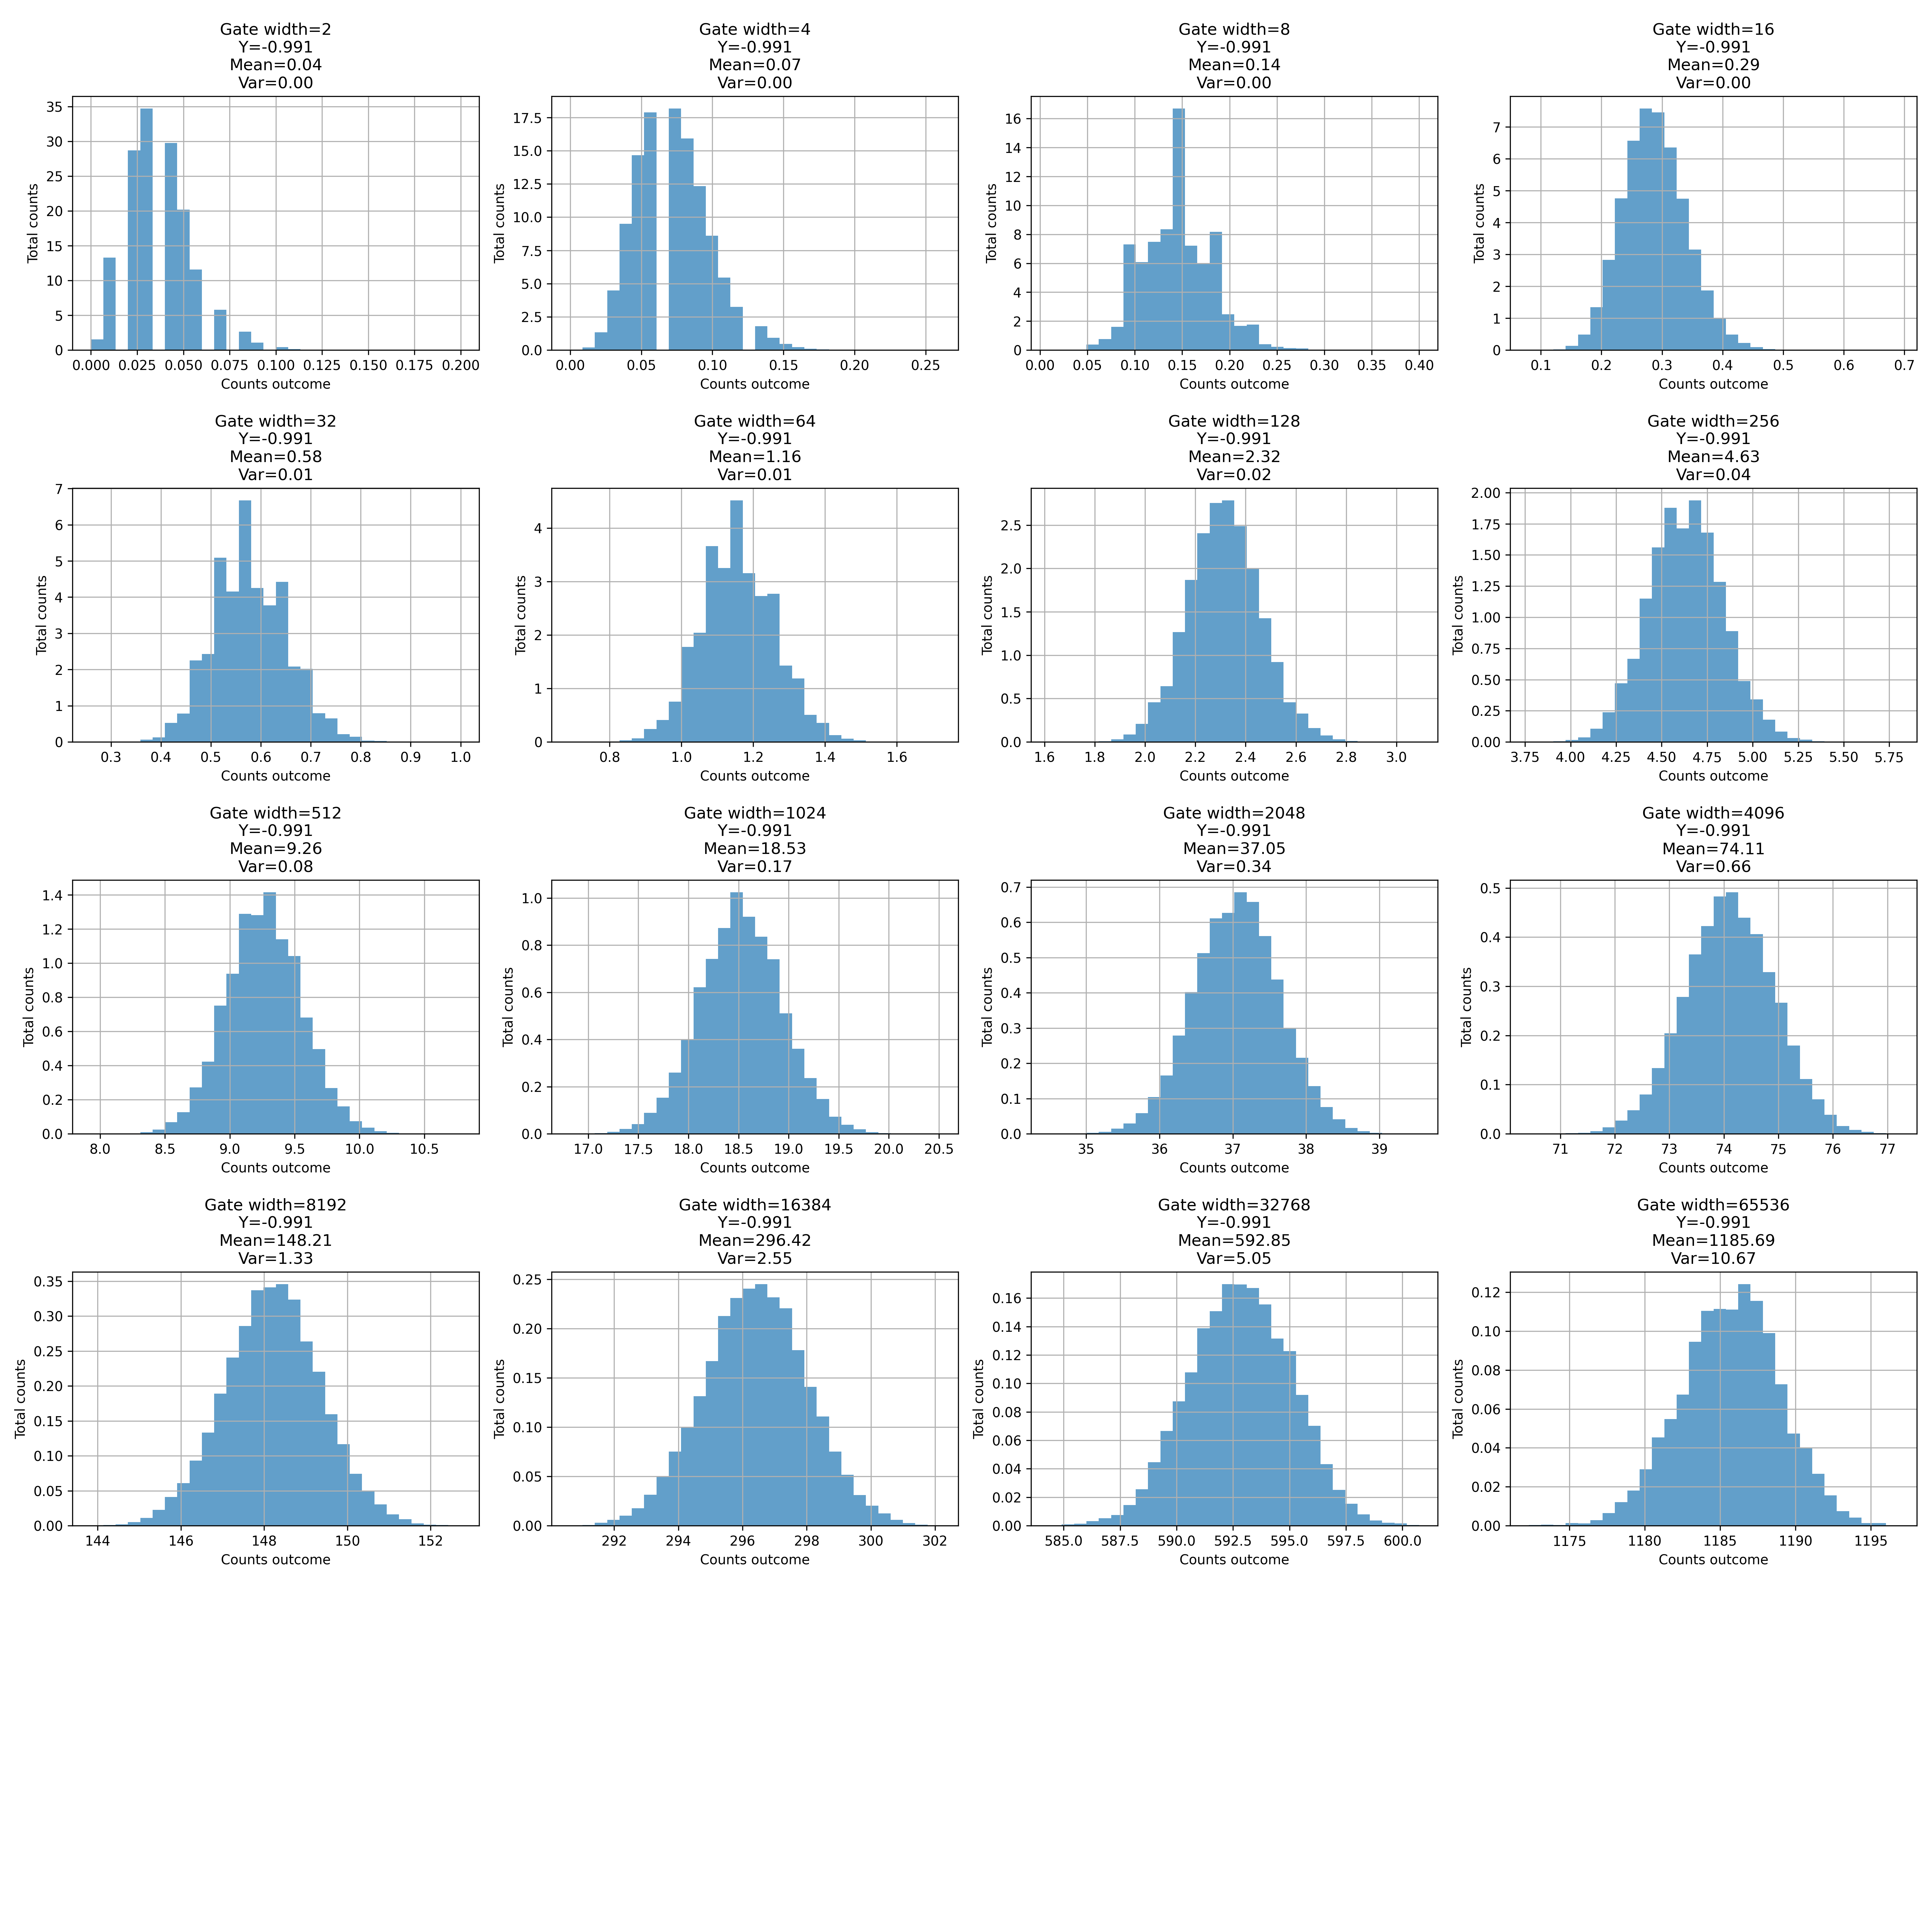 Gate width=2
Y=-0.991
Mean=0.04
Var=0.00
35
30
25
20
15
10
5
0
Total counts
0.000 0.025 0.050 0.075 0.100 0.125 0.150 0.175 0.200
Counts outcome
Gate width=4
Y=-0.991
Mean=0.07
Var=0.00
17.5
15.0
12.5
10.0
7.5
5.0
2.5
0.0
Total counts
0.00 0.05 0.10 0.15 0.20 0.25
Counts outcome
Gate width=8
Y=-0.991
Mean=0.14
Var=0.00
16
14
12
10
8
6
4
2
0
Total counts
0.00 0.05 0.10 0.15 0.20 0.25 0.30 0.35 0.40
Counts outcome
Gate width=16
Y=-0.991
Mean=0.29
Var=0.00
7
6
5
4
3
2
1
0
Total counts
0.1 0.2 0.3 0.4 0.5 0.6 0.7
Counts outcome
Gate width=32
Y=-0.991
Mean=0.58
Var=0.01
7
6
5
4
3
2
1
0
Total counts
0.3 0.4 0.5 0.6 0.7 0.8 0.9 1.0
Counts outcome
Gate width=64
Y=-0.991
Mean=1.16
Var=0.01
4
3
2
1
0
Total counts
0.8 1.0 1.2 1.4 1.6
Counts outcome
Gate width=128
Y=-0.991
Mean=2.32
Var=0.02
2.5
2.0
1.5
1.0
0.5
0.0
Total counts
1.6 1.8 2.0 2.2 2.4 2.6 2.8 3.0
Counts outcome
Gate width=256
Y=-0.991
Mean=4.63
Var=0.04
2.00
1.75
1.50
1.25
1.00
0.75
0.50
0.25
0.00
Total counts
3.75 4.00 4.25 4.50 4.75 5.00 5.25 5.50 5.75
Counts outcome
Gate width=512
Y=-0.991
Mean=9.26
Var=0.08
1.4
1.2
1.0
0.8
0.6
0.4
0.2
0.0
Total counts
8.0 8.5 9.0 9.5 10.0 10.5
Counts outcome
Gate width=1024
Y=-0.991
Mean=18.53
Var=0.17
1.0
0.8
0.6
0.4
0.2
0.0
Total counts
17.0 17.5 18.0 18.5 19.0 19.5 20.0 20.5
Counts outcome
Gate width=2048
Y=-0.991
Mean=37.05
Var=0.34
0.7
0.6
0.5
0.4
0.3
0.2
0.1
0.0
Total counts
35 36 37 38 39
Counts outcome
Gate width=4096
Y=-0.991
Mean=74.11
Var=0.66
0.5
0.4
0.3
0.2
0.1
0.0
Total counts
71 72 73 74 75 76 77
Counts outcome
Gate width=8192
Y=-0.991
Mean=148.21
Var=1.33
0.35
0.30
0.25
0.20
0.15
0.10
0.05
0.00
Total counts
144 146 148 150 152
Counts outcome
Gate width=16384
Y=-0.991
Mean=296.42
Var=2.55
0.25
0.20
0.15
0.10
0.05
0.00
Total counts
292 294 296 298 300 302
Counts outcome
Gate width=32768
Y=-0.991
Mean=592.85
Var=5.05
0.16
0.14
0.12
0.10
0.08
0.06
0.04
0.02
0.00
Total counts
585.0 587.5 590.0 592.5 595.0 597.5 600.0
Counts outcome
Gate width=65536
Y=-0.991
Mean=1185.69
Var=10.67
0.12
0.10
0.08
0.06
0.04
0.02
0.00
Total counts
1175 1180 1185 1190 1195
Counts outcome